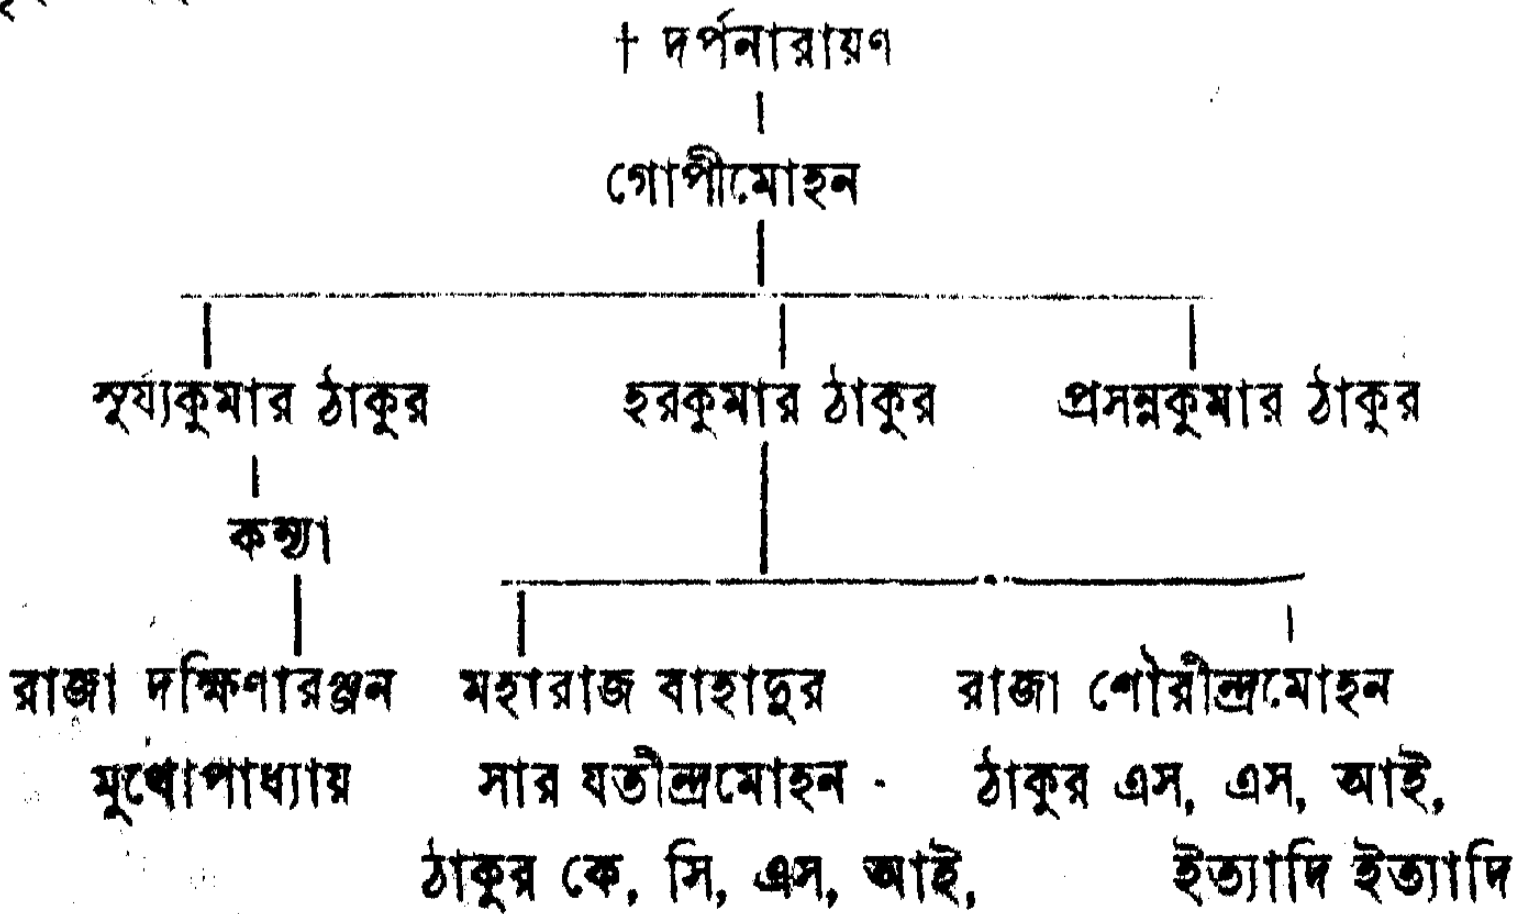 † দর্পনারায়ণ
গোপীমোহন
সূর্য্যকুমার ঠাকুর হরকুমার ঠাকুর প্রসন্নকুমার ঠাকুর
কন্যা
রাজা দক্ষিণারঞ্জন মহারাজ বাহাদুর রাজা শৌরীন্দ্রমোহন
মুখোপাধ্যায় সার যতীন্দ্রমোহন ঠাকুর এস, এস, আই,
ঠাকুর কে, সি, এস, আই, ইত্যাদি ইত্যাদি